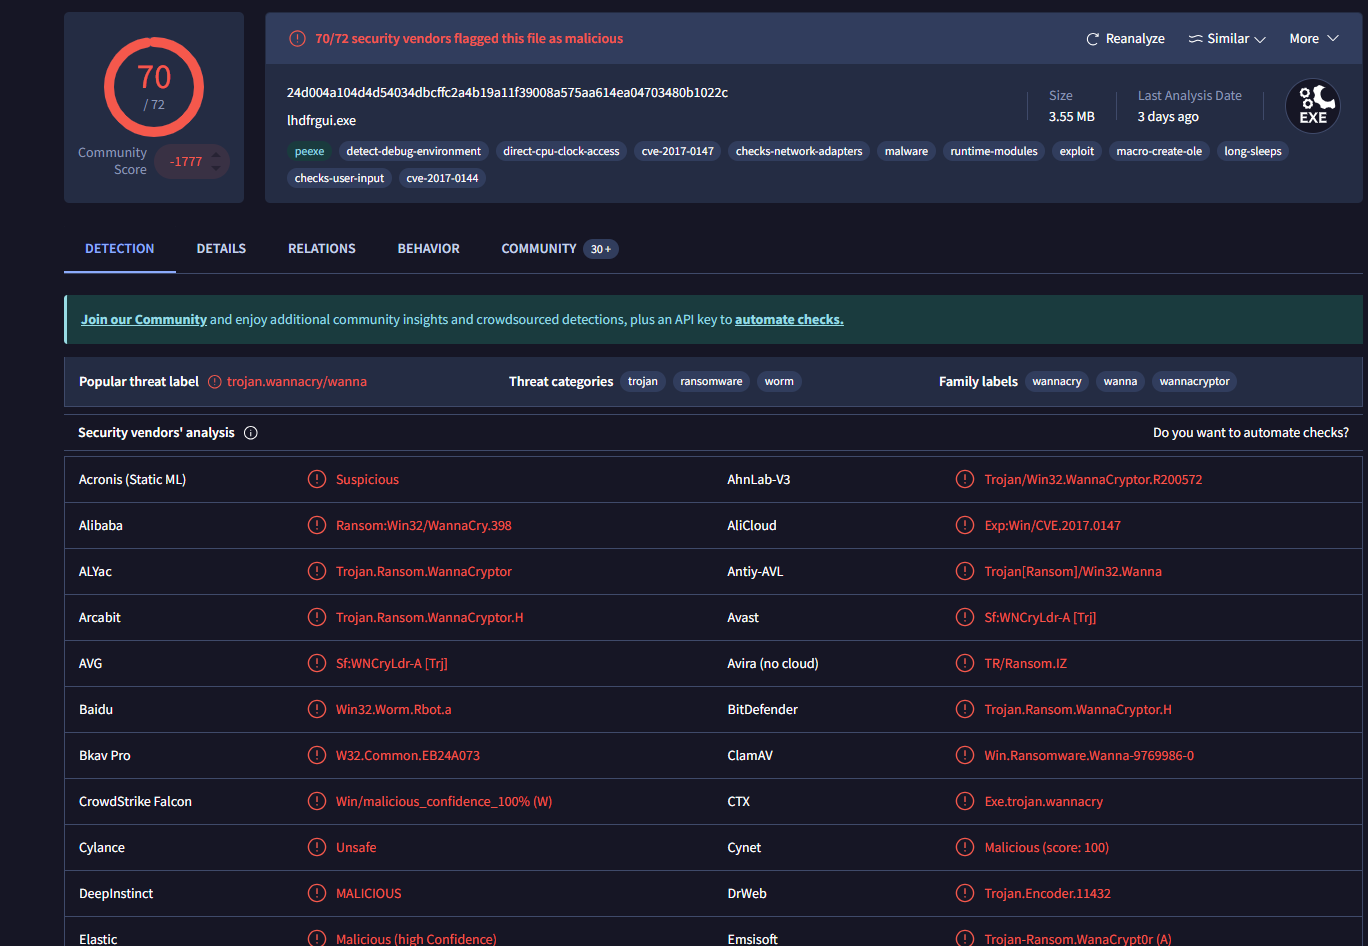 70
/ 72
Community
Score
-1777
70/72 security vendors flagged this file as malicious
Reanalyze
Similar
More
24d004a104d4d54034dbcffc2a4b19a11f39008a575aa614ea04703480b1022c
lhdfrgui.exe
Size
3.55 MB
Last Analysis Date
3 days ago
EXE
peexe detect-debug-environment direct-cpu-clock-access cve-2017-0147 checks-network-adapters malware runtime-modules exploit macro-create-ole long-sleeps
checks-user-input cve-2017-0144
DETECTION DETAILS RELATIONS BEHAVIOR COMMUNITY 30+
Join our Community and enjoy additional community insights and crowdsourced detections, plus an API key to automate checks.
Popular threat label trojan.wannacry/wanna Threat categories trojan ransomware worm Family labels wannacry wanna wannacryptor
Security vendors' analysis Do you want to automate checks?
Acronis (Static ML) Suspicious AhnLab-V3 Trojan/Win32.WannaCryptor.R200572
Alibaba Ransom:Win32/WannaCry.398 AliCloud Exp:Win/CVE.2017.0147
ALYac Trojan.Ransom.WannaCryptor Antiy-AVL Trojan[Ransom]/Win32.Wanna
Arcabit Trojan.Ransom.WannaCryptor.H Avast Sf:WNCryLdr-A [Trj]
AVG Sf:WNCryLdr-A [Trj] Avira (no cloud) TR/Ransom.IZ
Baidu Win32.Worm.Rbot.a BitDefender Trojan.Ransom.WannaCryptor.H
Bkav Pro W32.Common.EB24A073 ClamAV Win.Ransomware.Wanna-9769986-0
CrowdStrike Falcon Win/malicious_confidence_100% (W) CTX Exe.trojan.wannacry
Cylance Unsafe Cynet Malicious (score: 100)
DeepInstinct MALICIOUS DrWeb Trojan.Encoder.11432
Elastic Malicious (high Confidence) Emsisoft Trojan-Ransom.WanaCrypt0r (A)